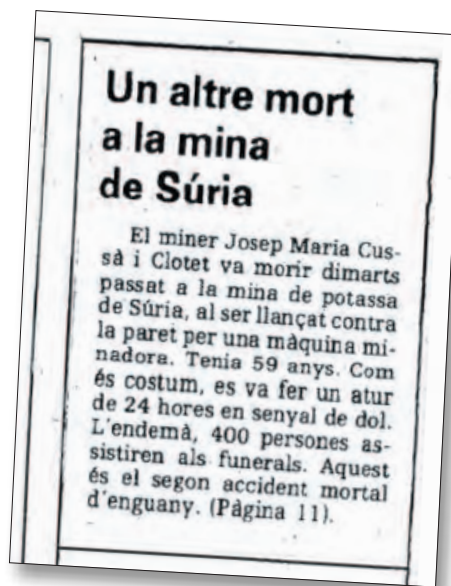 Un altre mort
a la mina
de Súria
El miner Josep Maria Cus-
sà i Clotet va morir dimarts
passat a la mina de potassa
de Súria, al ser llançat contra
la paret per una màquina mi-
nadora. Tenia 59 anys. Com
és costum, es va fer un atur
de 24 hores en senyal de dol.
L'endemà, 400 persones as-
sistiren als funerals. Aquest
és el segon accident mortal
d'enguany. (Pàgina 11).